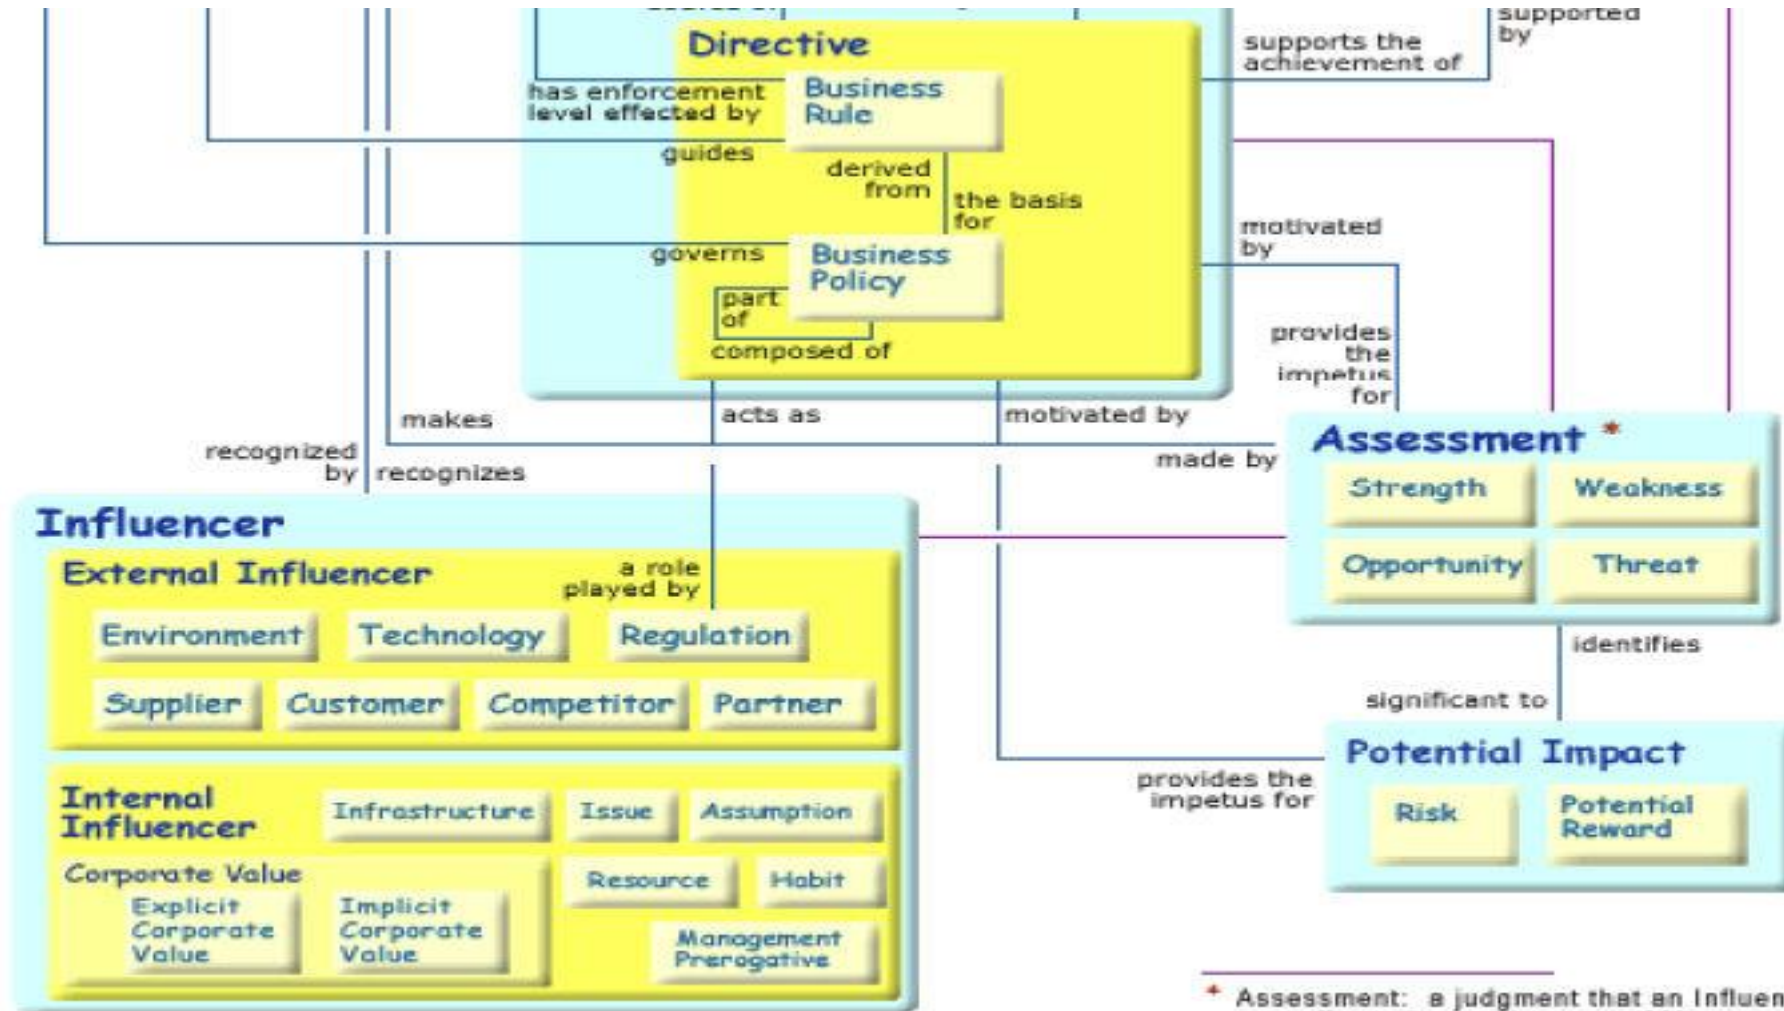 supported
by
Directive
supports the
achievement of
has enforcement
level effected by
Business
Rule
guides
derived
from
the basis
for
motivated
by
governs
Business
Policy
part
of
composed of
provides
the
impetus
for
makes
acts as
motivated by
recognized
by
recognizes
made by
Assessment *
Strength
Weakness
Opportunity
Threat
Influencer
External Influencer
a role
played by
Environment
Technology
Regulation
Supplier
Customer
Competitor
Partner
identifies
significant to
Potential Impact
Risk
Potential
Reward
provides the
impetus for
Internal
Influencer
Infrastructure
Issue
Assumption
Corporate Value
Resource
Habit
Explicit
Corporate
Value
Implicit
Corporate
Value
Management
Prerogative
* Assessment: a judgment that an Influen